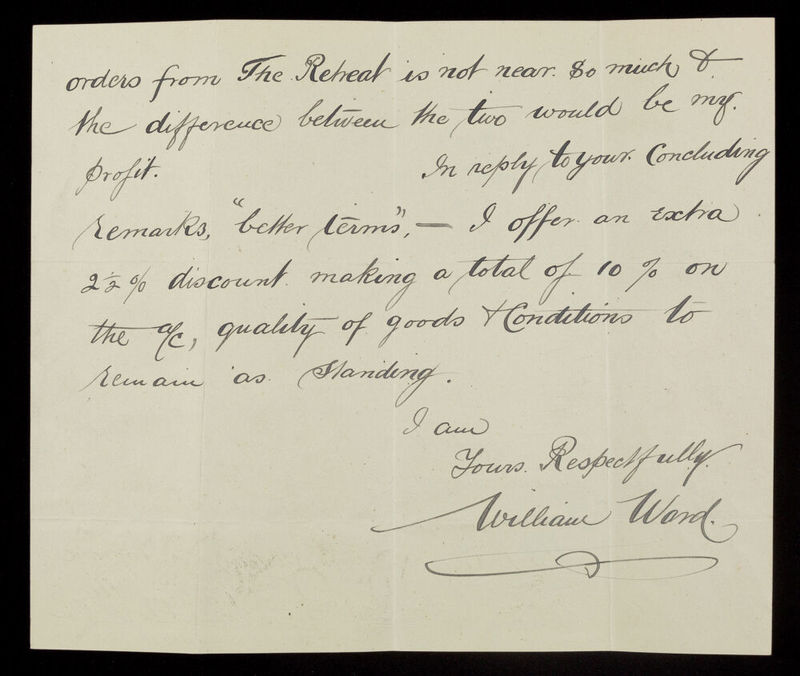 orders from The Retreat is not near so much &
the difference between the two would be my
profit. In reply to your Concluding
remarks, "better terms", — I offer an extra
2½% discount making a total of 10% on
the a/c, quality of goods & Conditions to
remain as Standing.
I am
Yours Respectfully.
William Ward.